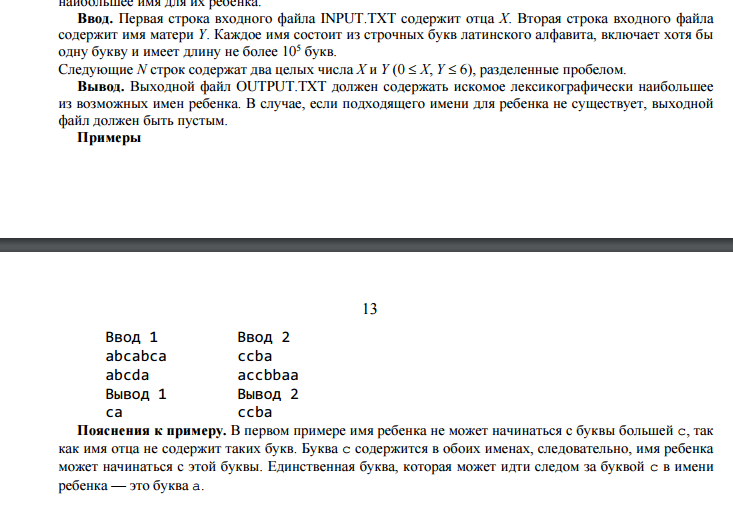 наибольшее имя для их ребенка.
Ввод. Первая строка входного файла INPUT.TXT содержит отца X. Вторая строка входного файла
содержит имя матери Y. Каждое имя состоит из строчных букв латинского алфавита, включает хотя бы
одну букву и имеет длину не более 10⁵ букв.
Следующие N строк содержат два целых числа X и Y (0 ≤ X, Y ≤ 6), разделенные пробелом.
Вывод. Выходной файл OUTPUT.TXT должен содержать искомое лексикографически наибольшее
из возможных имен ребенка. В случае, если подходящего имени для ребенка не существует, выходной
файл должен быть пустым.
Примеры
13
Ввод 1 Ввод 2
abcabca ccba
abcda accbbaa
Вывод 1 Вывод 2
ca ccba
Пояснения к примеру. В первом примере имя ребенка не может начинаться с буквы большей c, так
как имя отца не содержит таких букв. Буква c содержится в обоих именах, следовательно, имя ребенка
может начинаться с этой буквы. Единственная буква, которая может идти следом за буквой c в имени
ребенка — это буква a.